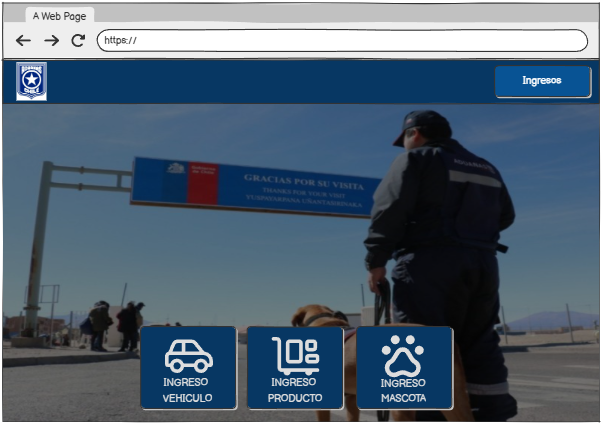 A Web Page
https://
Ingresos
GRACIAS POR SU VISITA
THANKS FOR YOUR VISIT
INGRESO
VEHICULO
INGRESO
PRODUCTO
INGRESO
MASCOTA